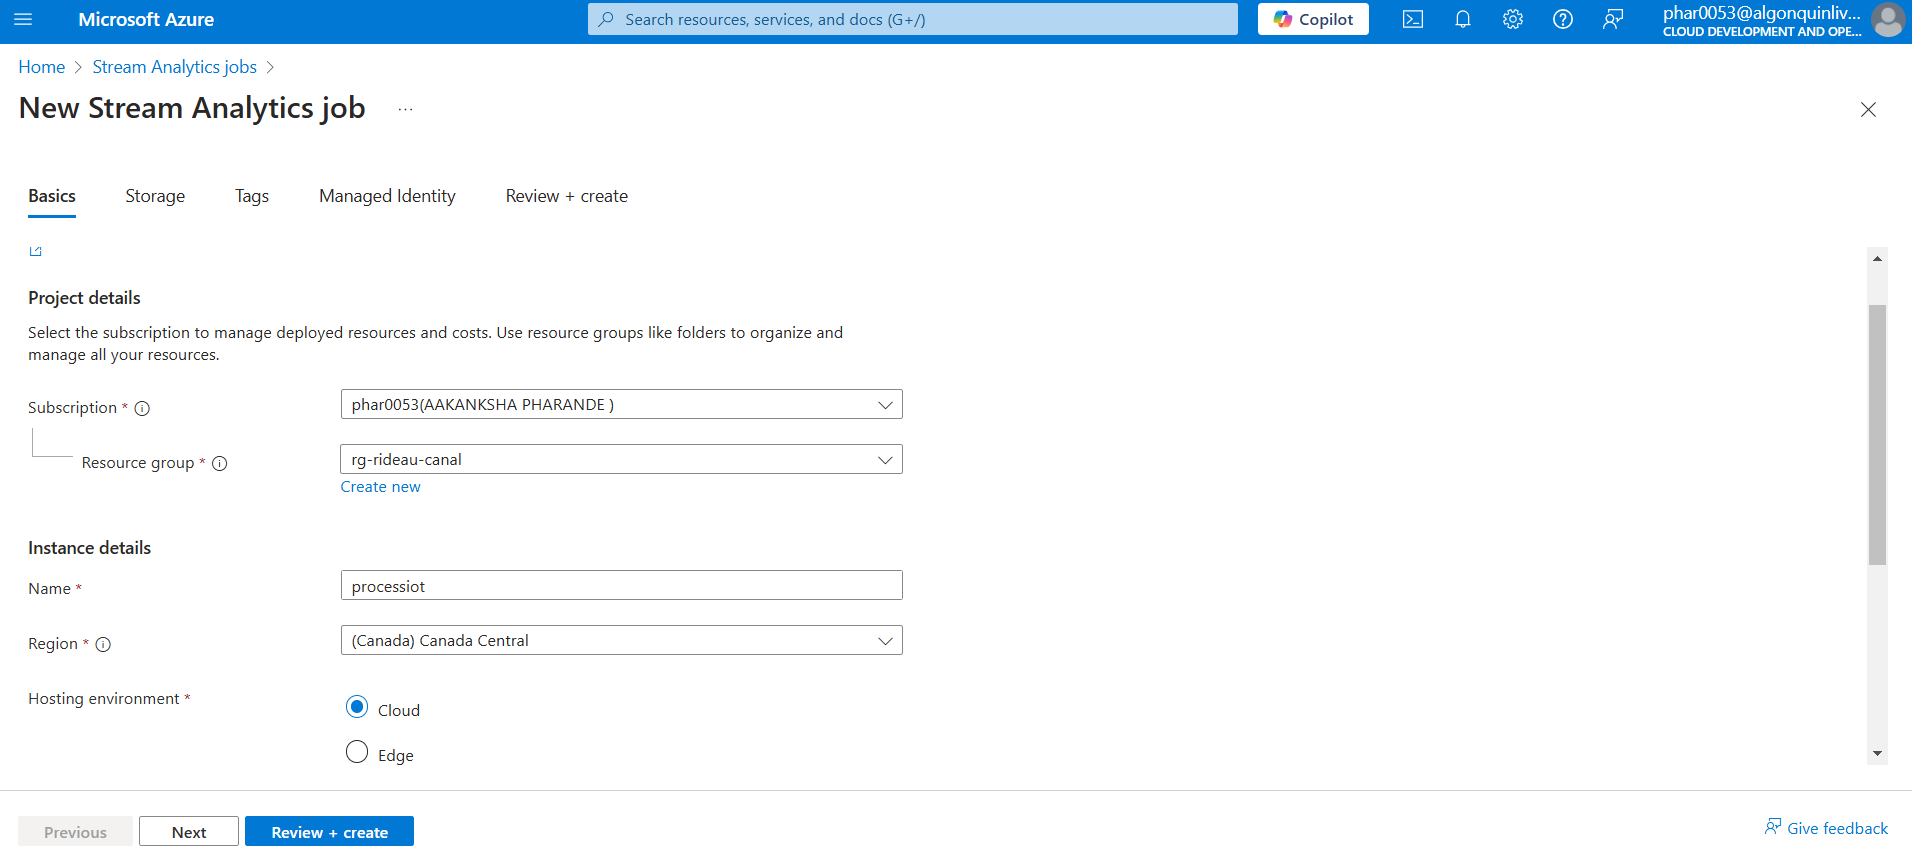 Microsoft Azure
Search resources, services, and docs (G+/)
Copilot
phar0053@algonquinliv...
CLOUD DEVELOPMENT AND OPE...
Home > Stream Analytics jobs >
New Stream Analytics job ...
Basics Storage Tags Managed Identity Review + create
Project details
Select the subscription to manage deployed resources and costs. Use resource groups like folders to organize and
manage all your resources.
Subscription *
phar0053(AAKANKSHA PHARANDE )
Resource group *
rg-rideau-canal
Create new
Instance details
Name *
processiot
Region *
(Canada) Canada Central
Hosting environment *
Cloud
Edge
Previous Next Review + create
Give feedback